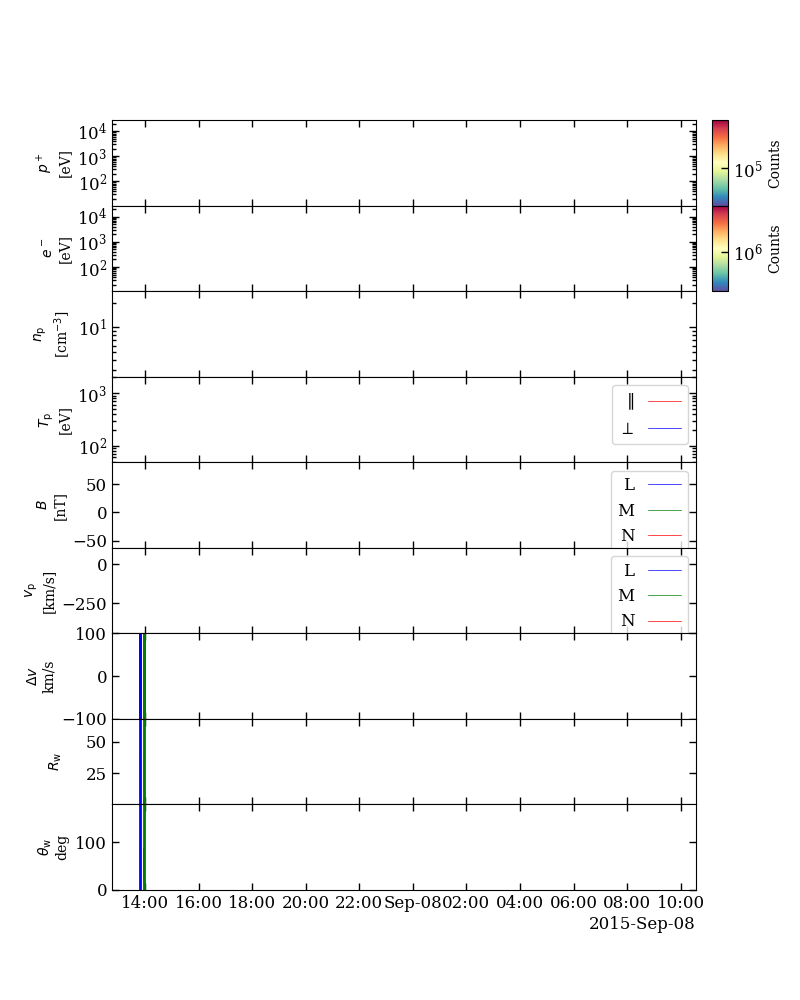 10⁴
10³
10²
p⁺
[eV]
10⁵
Counts
10⁴
10³
10²
e⁻
[eV]
10⁶
Counts
10¹
nₚ
[cm⁻³]
10³
10²
Tₚ
[eV]
∥
⊥
50
0
−50
B
[nT]
L
M
N
0
−250
vₚ
[km/s]
L
M
N
100
0
−100
Δv
km/s
50
25
R_w
100
0
θ_w
deg
14:00 16:00 18:00 20:00 22:00 Sep-08 02:00 04:00 06:00 08:00 10:00
2015-Sep-08